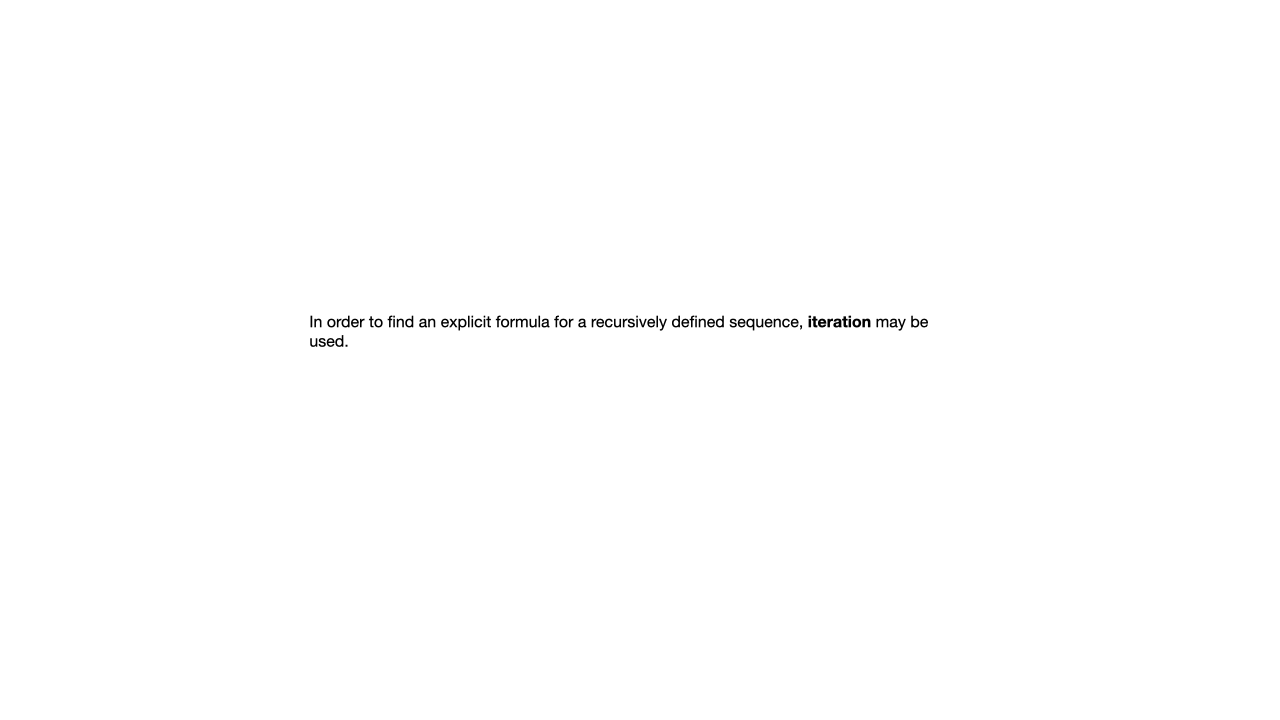 In order to find an explicit formula for a recursively defined sequence, iteration may be
used.